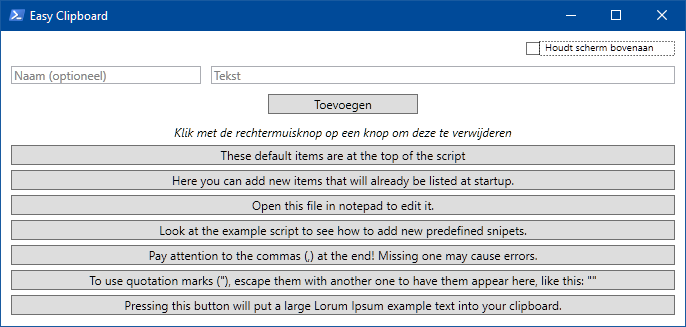 Easy Clipboard
Houdt scherm bovenaan
Naam (optioneel) Tekst
Toevoegen
Klik met de rechtermuisknop op een knop om deze te verwijderen
These default items are at the top of the script
Here you can add new items that will already be listed at startup.
Open this file in notepad to edit it.
Look at the example script to see how to add new predefined snipets.
Pay attention to the commas (,) at the end! Missing one may cause errors.
To use quotation marks ("), escape them with another one to have them appear here, like this: ""
Pressing this button will put a large Lorum Ipsum example text into your clipboard.